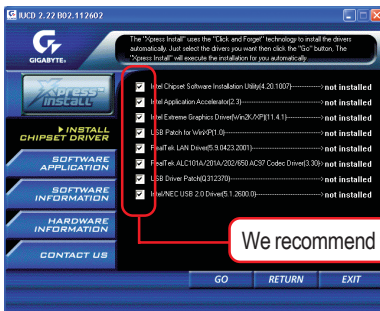 IUCD 2.22 B02.112602
GIGABYTE
The "Xpress Install" uses the "Click and Forget" technology to install the drivers
automatically. Just select the drivers you want then click the "Go" button, The
"Xpress Install" will execute the installation for you automatically
Xpress
INSTALL
INSTALL
CHIPSET DRIVER
SOFTWARE
APPLICATION
SOFTWARE
INFORMATION
HARDWARE
INFORMATION
CONTACT US
Intel Chipset Software Installation Utility(4.20.1007)----------> not installed
Intel Application Accelerator(2.3)----------> not installed
Intel Extreme Graphics Driver(Win2K/XP)(11.4.1)----------> not installed
USB Patch for WinXP(1.0)----------> not installed
RealTek LAN Driver(5.9.0423.2001)----------> not installed
RealTek ALC101A/201A/202/650 AC97 Codec Driver(3.30)-> not installed
USB Driver Patch(Q312370)----------> not installed
Intel/NEC USB 2.0 Driver(5.1.2600.0)----------> not installed
We recommend
GO RETURN EXIT